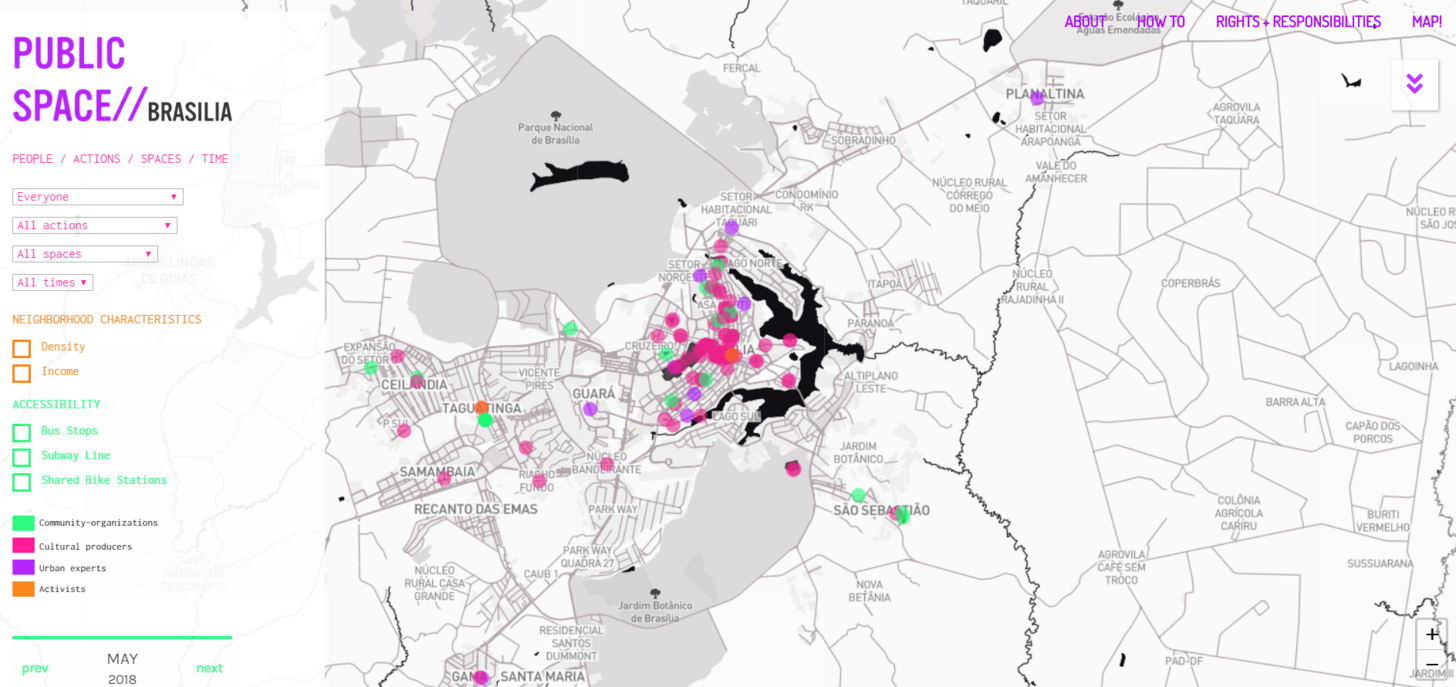 PUBLIC
SPACE//BRASILIA
PEOPLE / ACTIONS / SPACES / TIME
Everyone
All actions
All spaces
All times
NEIGHBORHOOD CHARACTERISTICS
Density
Income
ACCESSIBILITY
Bus Stops
Subway Line
Shared Bike Stations
Community-organizations
Cultural producers
Urban experts
Activists
prev
MAY
2018
next
ABOUT
HOW TO
RIGHTS + RESPONSIBILITIES
MAP!
Águas Emendadas
TAQUARIL
FERCAL
PLANALTINA
SETOR
HABITACIONAL
ARAPOANGA
AGROVILA
TAQUARA
Parque Nacional
de Brasília
SOBRADINHO
VALE DO
AMANHECER
BRAZLÂNDIA
NÚCLEO RURAL
CÓRREGO
DO MEIO
CONDOMÍNIO
RK
SETOR
HABITACIONAL
TAQUARI
NÚCLEO R
SÃO JOS
ÁGUAS LINDAS
DE GOIÁS
SETOR
NOROESTE
LAGO NORTE
NÚCLEO
RURAL
RAJADINHA II
ITAPOÃ
COPERBRÁS
ASA
PARANOÁ
CRUZEIRO
EXPANSÃO
DO SETOR
LAGOINHA
CEILÂNDIA
VICENTE
PIRES
GUARÁ
ALTIPLANO
LESTE
BARRA ALTA
TAGUATINGA
LAGO SUL
P SUL
CAPÃO DOS
PORCOS
JARDIM
BOTÂNICO
NÚCLEO
BANDEIRANTE
SAMAMBAIA
RIACHO
FUNDO
RECANTO DAS EMAS
PARK WAY
SÃO SEBASTIÃO
COLÔNIA
AGRÍCOLA
CARIRU
BURITI
VERMELHO
PARK WAY
QUADRA 27
AGROVILA
CAFÉ SEM
TROCO
SUSSUARANA
SANTO
ANTÔNIO DO
DESCOBERTO
CAUB 1
NÚCLEO
RURAL CASA
GRANDE
NOVA
BETÂNIA
Jardim Botânico
de Brasília
RESIDENCIAL
SANTOS
DUMMONT
+
−
PAD-DF
JARDIM II
GAMA
SANTA MARIA